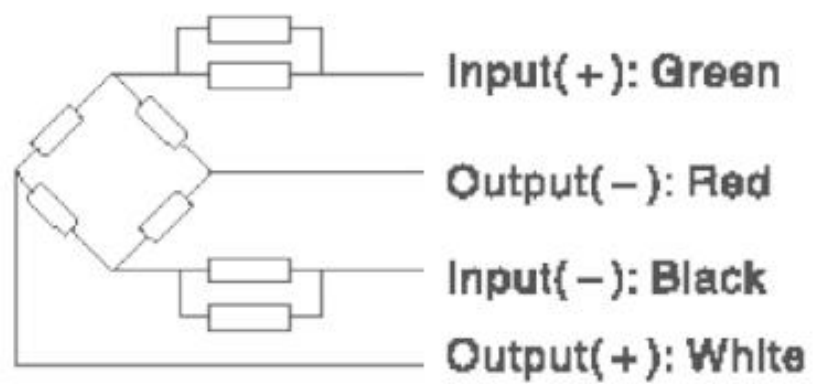 Input(+): Green
Output(-): Red
Input(-): Black
Output(+): White